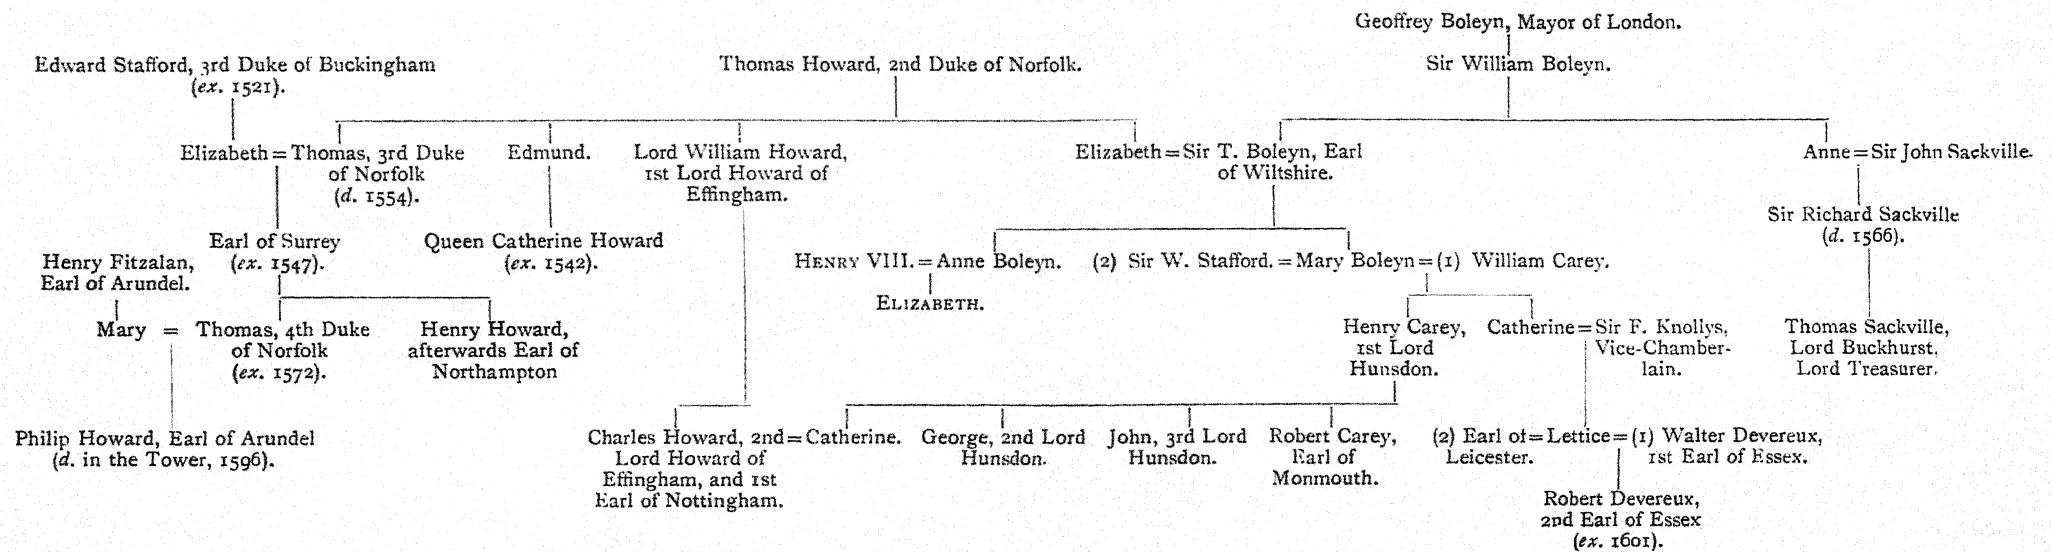 Geoffrey Boleyn, Mayor of London.
Edward Stafford, 3rd Duke of Buckingham
(ex. 1521).
Thomas Howard, 2nd Duke of Norfolk.
Sir William Boleyn.
Elizabeth = Thomas, 3rd Duke
of Norfolk
(d. 1554).
Edmund.
Lord William Howard,
1st Lord Howard of
Effingham.
Elizabeth = Sir T. Boleyn, Earl
of Wiltshire.
Anne = Sir John Sackville.
Sir Richard Sackville
(d. 1566).
Earl of Surrey
(ex. 1547).
Queen Catherine Howard
(ex. 1542).
Henry Fitzalan,
Earl of Arundel.
HENRY VIII. = Anne Boleyn.
(2) Sir W. Stafford. = Mary Boleyn = (1) William Carey.
ELIZABETH.
Mary = Thomas, 4th Duke
of Norfolk
(ex. 1572).
Henry Howard,
afterwards Earl of
Northampton
Henry Carey,
1st Lord
Hunsdon.
Catherine = Sir F. Knollys,
Vice-Chamber-
lain.
Thomas Sackville,
Lord Buckhurst,
Lord Treasurer.
Philip Howard, Earl of Arundel
(d. in the Tower, 1596).
Charles Howard, 2nd = Catherine.
Lord Howard of
Effingham, and 1st
Earl of Nottingham.
George, 2nd Lord
Hunsdon.
John, 3rd Lord
Hunsdon.
Robert Carey,
Earl of
Monmouth.
(2) Earl of = Lettice = (1) Walter Devereux,
Leicester.
1st Earl of Essex.
Robert Devereux,
2nd Earl of Essex
(ex. 1601).